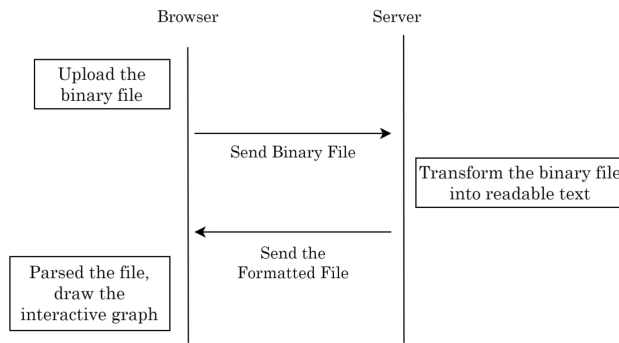 Browser
Server
Upload the
binary file
Send Binary File
Transform the binary file
into readable text
Send the
Formatted File
Parsed the file,
draw the
interactive graph